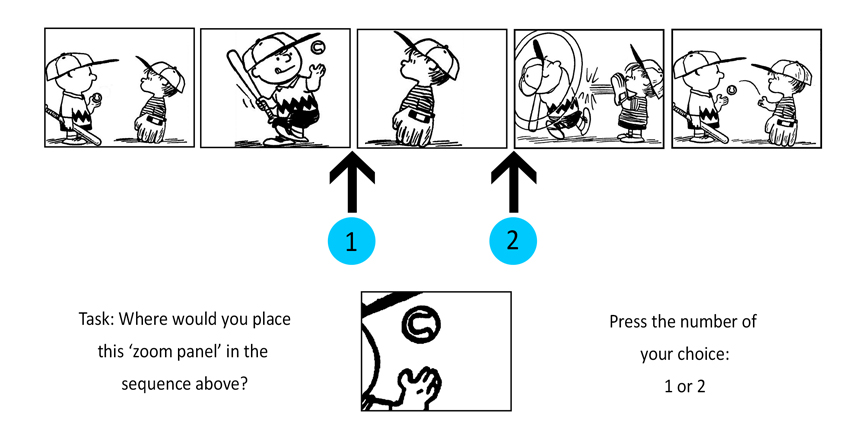 1
2
Task: Where would you place
this ‘zoom panel’ in the
sequence above?
Press the number of
your choice:
1 or 2